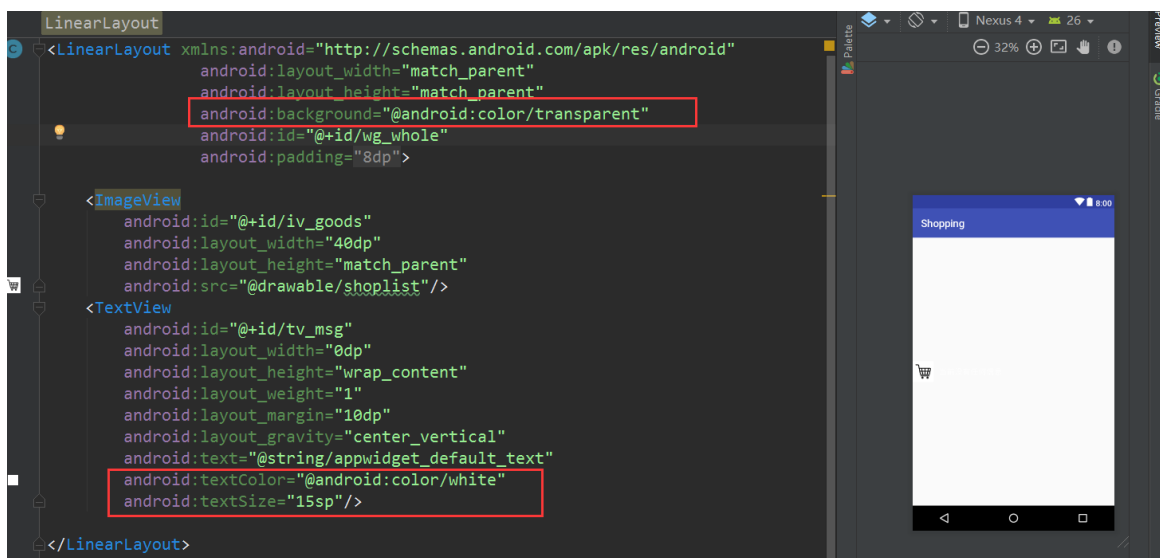 LinearLayout
<LinearLayout xmlns:android="http://schemas.android.com/apk/res/android"
android:layout_width="match_parent"
android:layout_height="match_parent"
android:background="@android:color/transparent"
android:id="@+id/wg_whole"
android:padding="8dp">
<ImageView
android:id="@+id/iv_goods"
android:layout_width="40dp"
android:layout_height="match_parent"
android:src="@drawable/shoplist"/>
<TextView
android:id="@+id/tv_msg"
android:layout_width="0dp"
android:layout_height="wrap_content"
android:layout_weight="1"
android:layout_margin="10dp"
android:layout_gravity="center_vertical"
android:text="@string/appwidget_default_text"
android:textColor="@android:color/white"
android:textSize="15sp"/>
</LinearLayout>
Palette
Nexus 4
26
32%
8:00
Shopping
Preview
Gradle